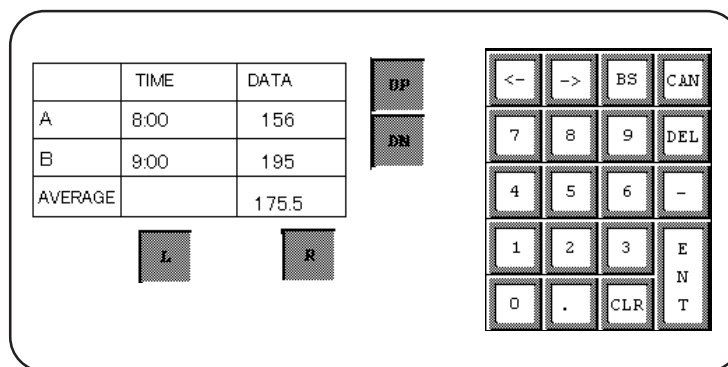 TIME DATA
A 8:00 156
B 9:00 195
AVERAGE 175.5
UP
DN
L R
<- -> BS CAN
7 8 9 DEL
4 5 6 -
1 2 3 ENT
0 . CLR